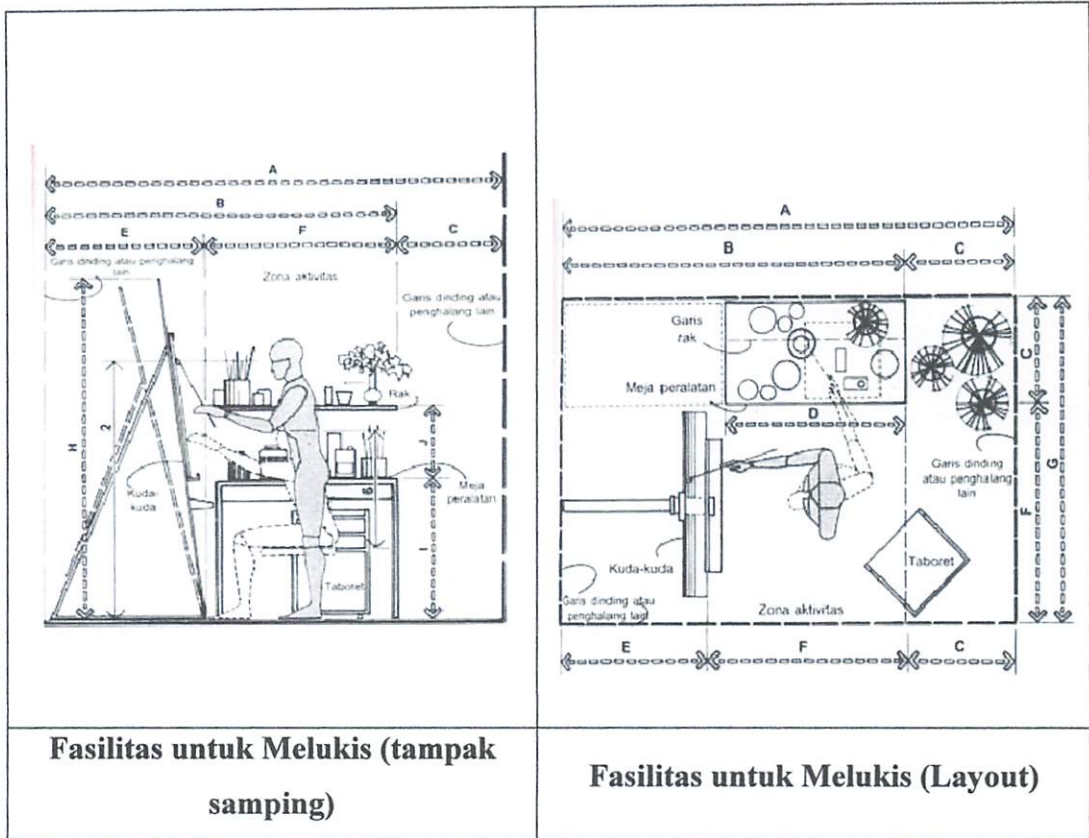 A
B
E
F
C
Garis dinding atau penghalang
lain
Zona aktivitas
Garis dinding atau
penghalang lain
Rak
H
2
J
Kuda-
kuda
6
Meja
peralatan
I
Taboret
Fasilitas untuk Melukis (tampak
samping)
A
B
C
Garis
rak
Meja peralatan
D
C
G
F
Garis dinding
atau penghalang
lain
Kuda-kuda
Taboret
Garis dinding atau
penghalang lain
Zona aktivitas
E
F
C
Fasilitas untuk Melukis (Layout)